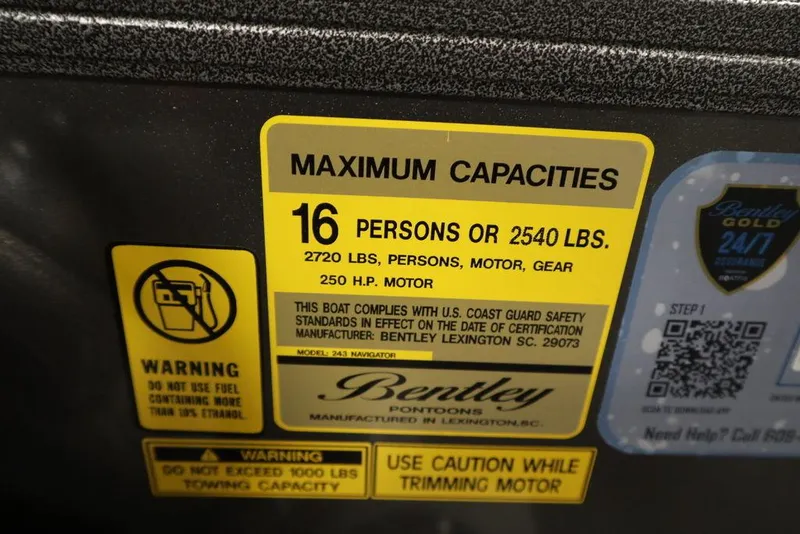 MAXIMUM CAPACITIES
16 PERSONS OR 2540 LBS.
2720 LBS, PERSONS, MOTOR, GEAR
250 H.P. MOTOR
THIS BOAT COMPLIES WITH U.S. COAST GUARD SAFETY
STANDARDS IN EFFECT ON THE DATE OF CERTIFICATION
MANUFACTURER: BENTLEY LEXINGTON SC. 29073
MODEL: 243 NAVIGATOR
Bentley
PONTOONS
MANUFACTURED IN LEXINGTON, SC.
WARNING
DO NOT USE FUEL
CONTAINING MORE
THAN 10% ETHANOL.
WARNING
DO NOT EXCEED 1000 LBS
TOWING CAPACITY
USE CAUTION WHILE
TRIMMING MOTOR
Bentley
GOLD
24/7
STEP 1
Need Help? Call